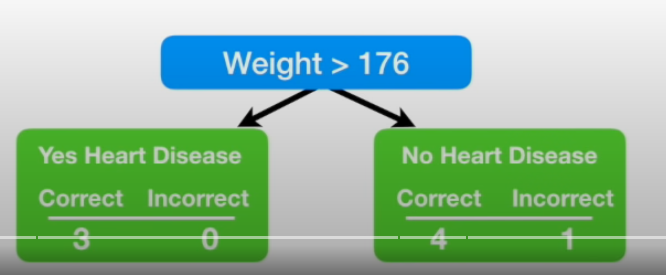 Weight > 176
Yes Heart Disease
Correct Incorrect
3 0
No Heart Disease
Correct Incorrect
4 1